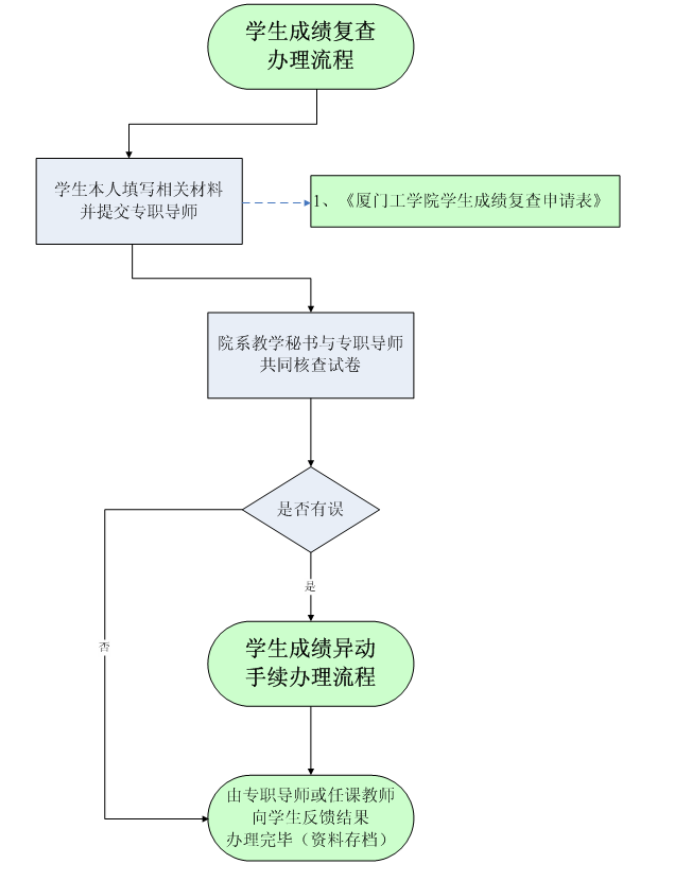 学生成绩复查
办理流程
学生本人填写相关材料
并提交专职导师
1、《厦门工学院学生成绩复查申请表》
院系教学秘书与专职导师
共同核查试卷
是否有误
是
否
学生成绩异动
手续办理流程
由专职导师或任课教师
向学生反馈结果
办理完毕（资料存档）